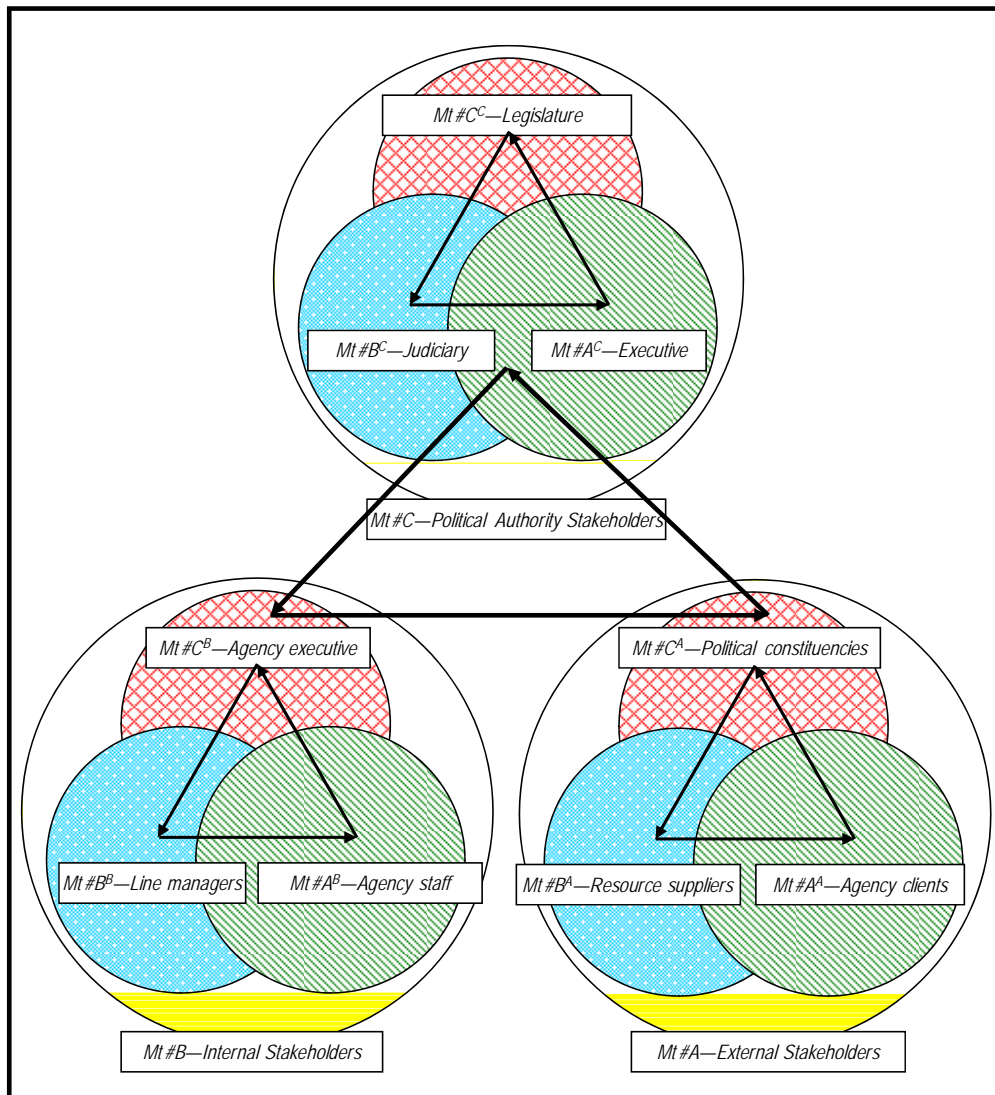 Mt#C^C—Legislature
Mt#B^C—Judiciary
Mt#A^C—Executive
Mt#C—Political Authority Stakeholders
Mt#C^B—Agency executive
Mt#C^A—Political constituencies
Mt#B^B—Line managers
Mt#A^B—Agency staff
Mt#B^A—Resource suppliers
Mt#A^A—Agency clients
Mt#B—Internal Stakeholders
Mt#A—External Stakeholders